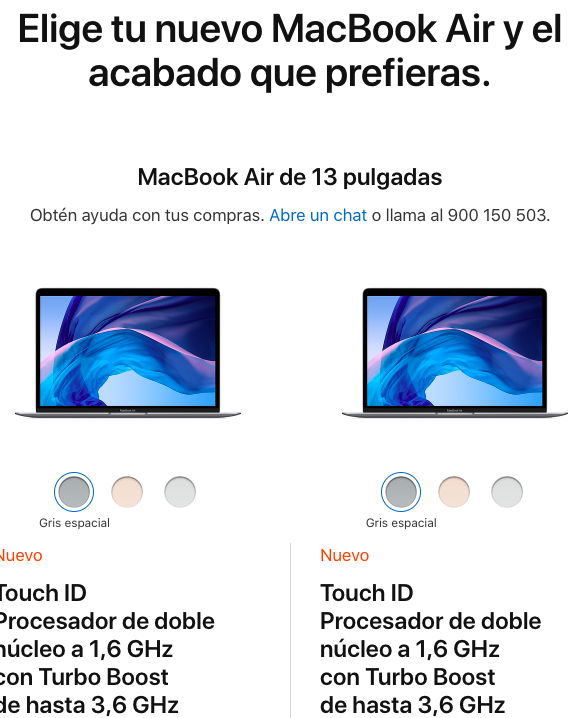 Elige tu nuevo MacBook Air y el
acabado que prefieras.
MacBook Air de 13 pulgadas
Obtén ayuda con tus compras. Abre un chat o llama al 900 150 503.
Gris espacial
Gris espacial
Nuevo
Touch ID
Procesador de doble
núcleo a 1,6 GHz
con Turbo Boost
de hasta 3,6 GHz
Nuevo
Touch ID
Procesador de doble
núcleo a 1,6 GHz
con Turbo Boost
de hasta 3,6 GHz